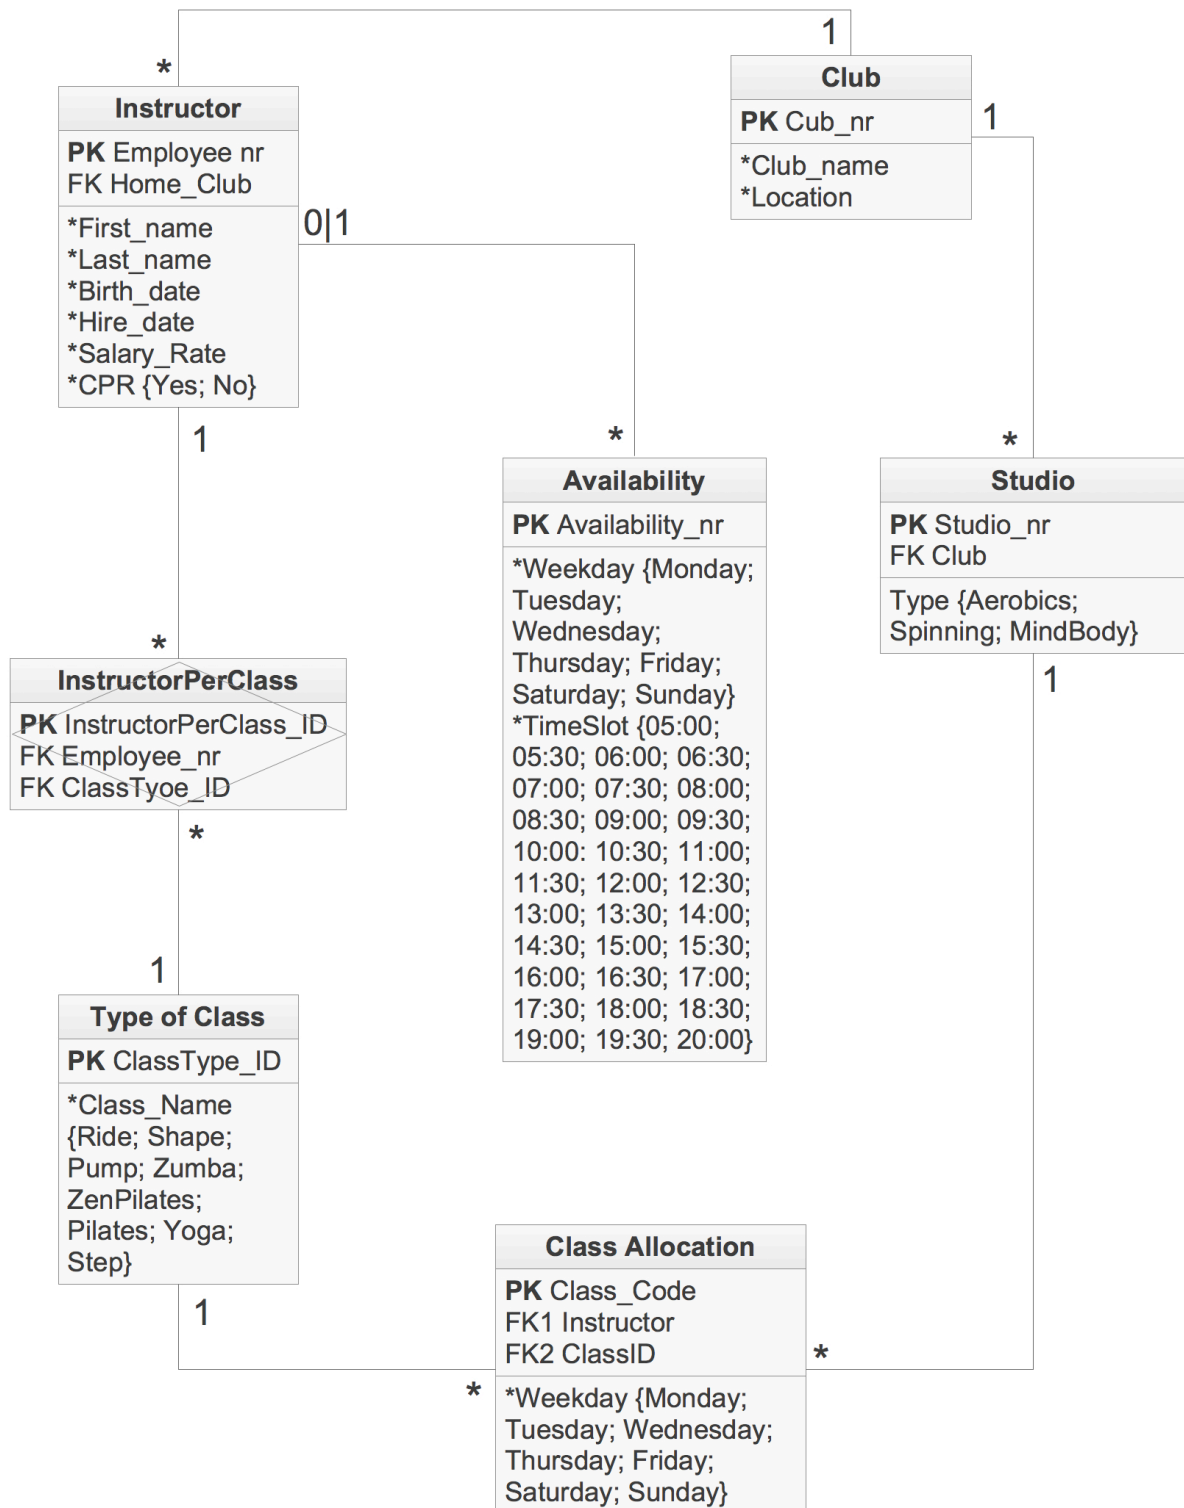 1
*
Club
PK Cub_nr
*Club_name
*Location
1
Instructor
PK Employee nr
FK Home_Club
*First_name
*Last_name
*Birth_date
*Hire_date
*Salary_Rate
*CPR {Yes; No}
0|1
1
*
*
Availability
PK Availability_nr
*Weekday {Monday;
Tuesday;
Wednesday;
Thursday; Friday;
Saturday; Sunday}
*TimeSlot {05:00;
05:30; 06:00; 06:30;
07:00; 07:30; 08:00;
08:30; 09:00; 09:30;
10:00: 10:30; 11:00;
11:30; 12:00; 12:30;
13:00; 13:30; 14:00;
14:30; 15:00; 15:30;
16:00; 16:30; 17:00;
17:30; 18:00; 18:30;
19:00; 19:30; 20:00}
Studio
PK Studio_nr
FK Club
Type {Aerobics;
Spinning; MindBody}
1
*
InstructorPerClass
PK InstructorPerClass_ID
FK Employee_nr
FK ClassTyoe_ID
*
1
Type of Class
PK ClassType_ID
*Class_Name
{Ride; Shape;
Pump; Zumba;
ZenPilates;
Pilates; Yoga;
Step}
1
*
Class Allocation
PK Class_Code
FK1 Instructor
FK2 ClassID
*Weekday {Monday;
Tuesday; Wednesday;
Thursday; Friday;
Saturday; Sunday}
*